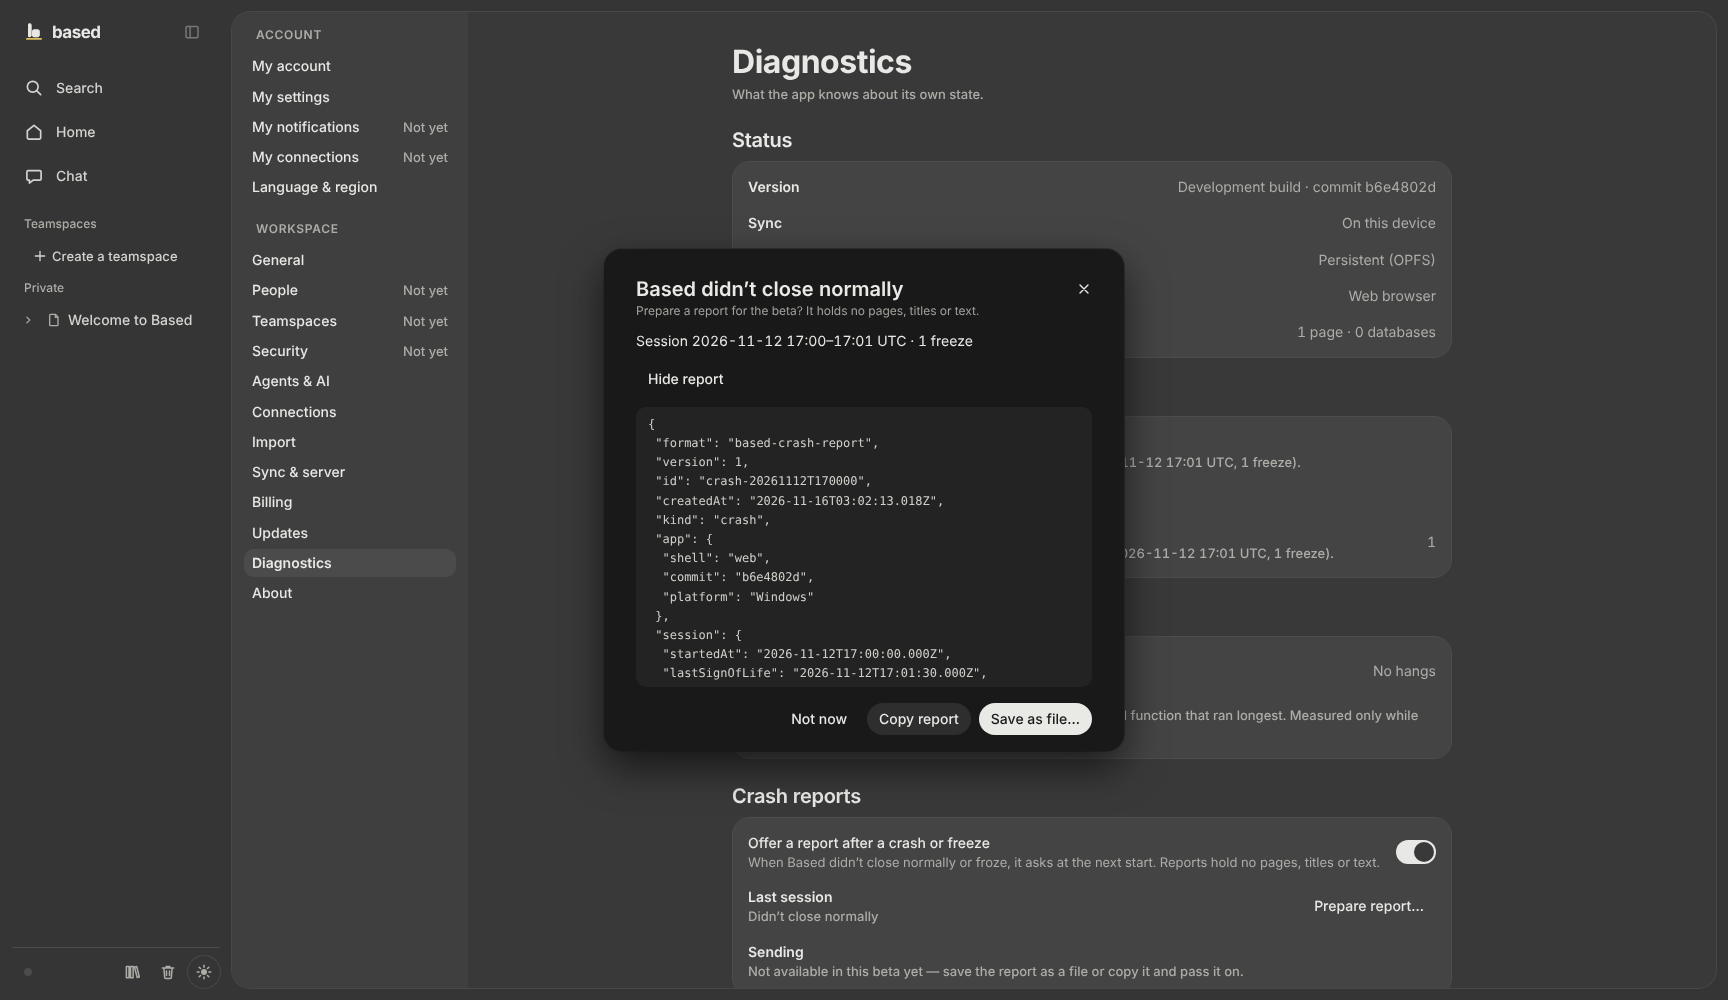 based
Search
Home
Chat
Teamspaces
Create a teamspace
Private
Welcome to Based
ACCOUNT
My account
My settings
My notifications Not yet
My connections Not yet
Language & region
WORKSPACE
General
People Not yet
Teamspaces Not yet
Security Not yet
Agents & AI
Connections
Import
Sync & server
Billing
Updates
Diagnostics
About
Diagnostics
What the app knows about its own state.
Status
Version Development build · commit b6e4802d
Sync On this device
Persistent (OPFS)
Web browser
1 page · 0 databases
11-12 17:01 UTC, 1 freeze).
1
026-11-12 17:01 UTC, 1 freeze).
No hangs
function that ran longest. Measured only while
Based didn’t close normally
Prepare a report for the beta? It holds no pages, titles or text.
Session 2026-11-12 17:00–17:01 UTC · 1 freeze
Hide report
{
"format": "based-crash-report",
"version": 1,
"id": "crash-20261112T170000",
"createdAt": "2026-11-16T03:02:13.018Z",
"kind": "crash",
"app": {
"shell": "web",
"commit": "b6e4802d",
"platform": "Windows"
},
"session": {
"startedAt": "2026-11-12T17:00:00.000Z",
"lastSignOfLife": "2026-11-12T17:01:30.000Z",
Not now
Copy report
Save as file…
Crash reports
Offer a report after a crash or freeze
When Based didn’t close normally or froze, it asks at the next start. Reports hold no pages, titles or text.
Last session
Didn’t close normally
Prepare report…
Sending
Not available in this beta yet — save the report as a file or copy it and pass it on.